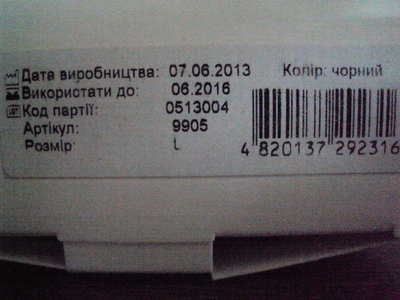 Дата виробництва: 07.06.2013 Колір: чорний
Використати до: 06.2016
Код партії: 0513004
Артікул: 9905
Розмір: L
4 820137 292316